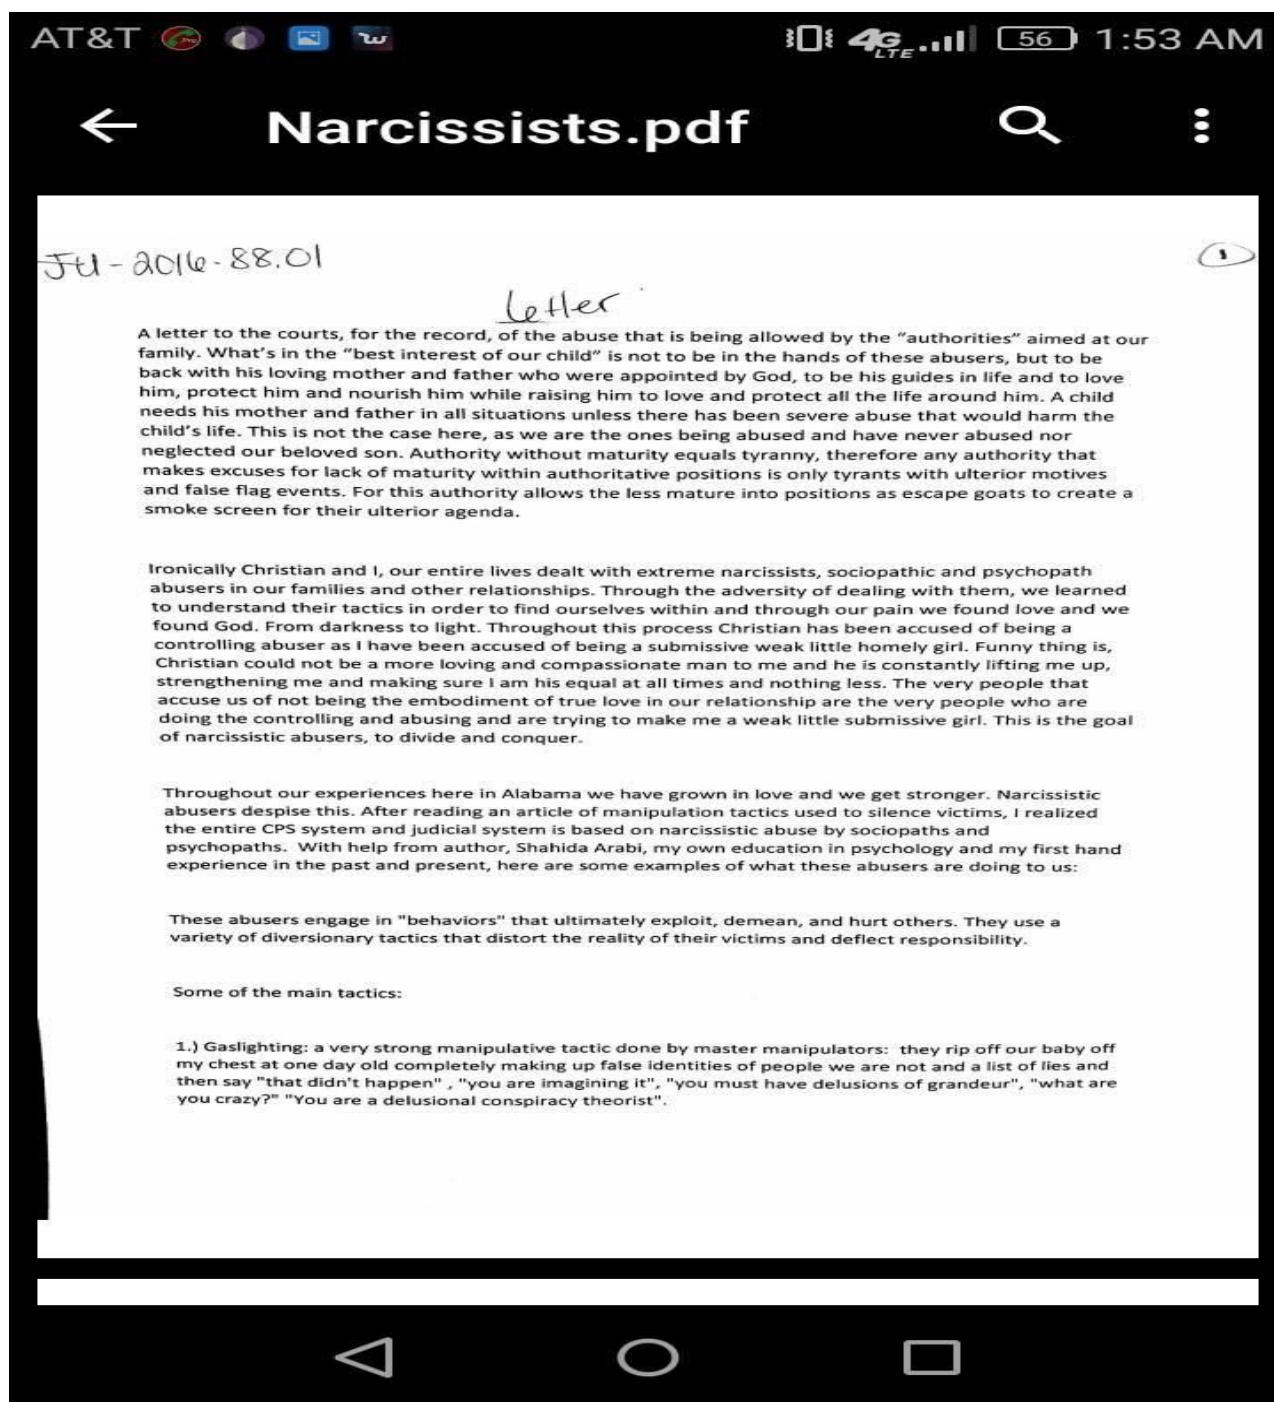 AT&T
4G LTE 56 1:53 AM
Narcissists.pdf
JU-2016-88.01
1
Letter
A letter to the courts, for the record, of the abuse that is being allowed by the “authorities” aimed at our
family. What’s in the “best interest of our child” is not to be in the hands of these abusers, but to be
back with his loving mother and father who were appointed by God, to be his guides in life and to love
him, protect him and nourish him while raising him to love and protect all the life around him. A child
needs his mother and father in all situations unless there has been severe abuse that would harm the
child’s life. This is not the case here, as we are the ones being abused and have never abused nor
neglected our beloved son. Authority without maturity equals tyranny, therefore any authority that
makes excuses for lack of maturity within authoritative positions is only tyrants with ulterior motives
and false flag events. For this authority allows the less mature into positions as escape goats to create a
smoke screen for their ulterior agenda.
Ironically Christian and I, our entire lives dealt with extreme narcissists, sociopathic and psychopath
abusers in our families and other relationships. Through the adversity of dealing with them, we learned
to understand their tactics in order to find ourselves within and through our pain we found love and we
found God. From darkness to light. Throughout this process Christian has been accused of being a
controlling abuser as I have been accused of being a submissive weak little homely girl. Funny thing is,
Christian could not be a more loving and compassionate man to me and he is constantly lifting me up,
strengthening me and making sure I am his equal at all times and nothing less. The very people that
accuse us of not being the embodiment of true love in our relationship are the very people who are
doing the controlling and abusing and are trying to make me a weak little submissive girl. This is the goal
of narcissistic abusers, to divide and conquer.
Throughout our experiences here in Alabama we have grown in love and we get stronger. Narcissistic
abusers despise this. After reading an article of manipulation tactics used to silence victims, I realized
the entire CPS system and judicial system is based on narcissistic abuse by sociopaths and
psychopaths. With help from author, Shahida Arabi, my own education in psychology and my first hand
experience in the past and present, here are some examples of what these abusers are doing to us:
These abusers engage in "behaviors" that ultimately exploit, demean, and hurt others. They use a
variety of diversionary tactics that distort the reality of their victims and deflect responsibility.
Some of the main tactics:
1.) Gaslighting: a very strong manipulative tactic done by master manipulators: they rip off our baby off
my chest at one day old completely making up false identities of people we are not and a list of lies and
then say "that didn't happen" , "you are imagining it", "you must have delusions of grandeur", "what are
you crazy?" "You are a delusional conspiracy theorist".